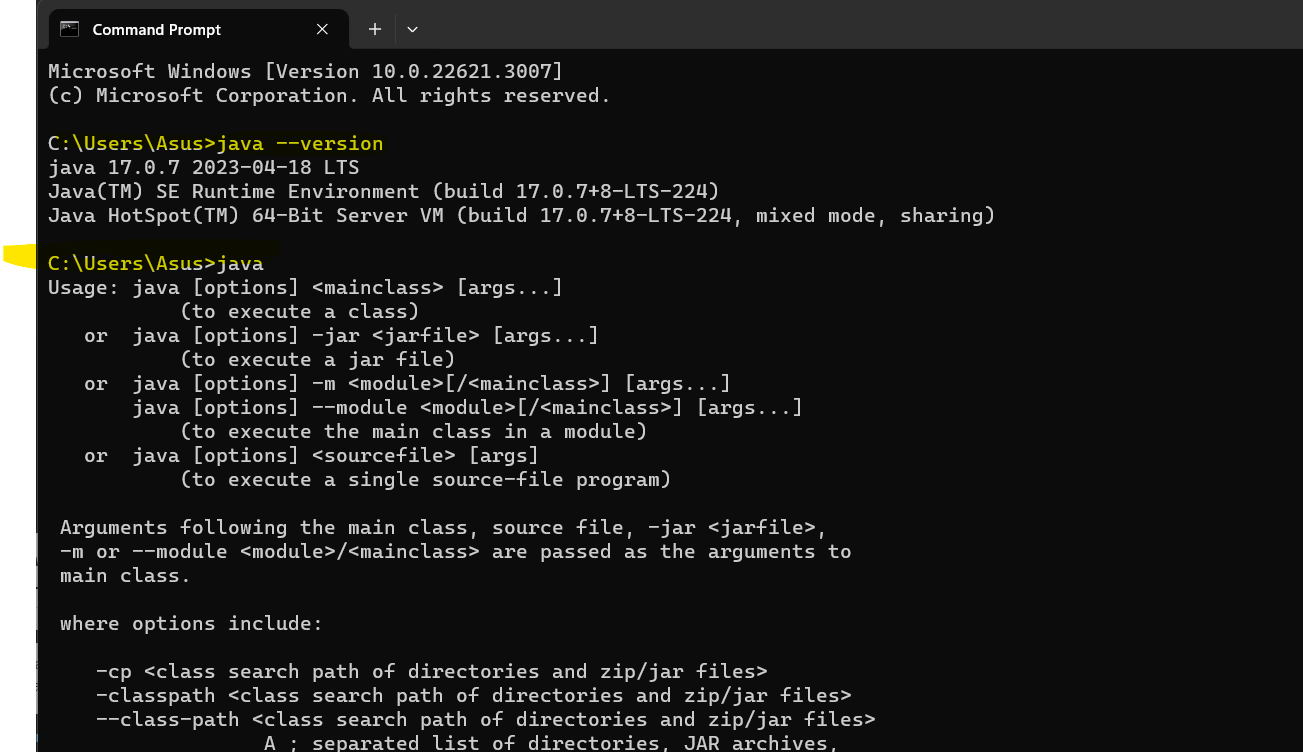 Command Prompt
Microsoft Windows [Version 10.0.22621.3007]
(c) Microsoft Corporation. All rights reserved.
C:\Users\Asus>java --version
java 17.0.7 2023-04-18 LTS
Java(TM) SE Runtime Environment (build 17.0.7+8-LTS-224)
Java HotSpot(TM) 64-Bit Server VM (build 17.0.7+8-LTS-224, mixed mode, sharing)
C:\Users\Asus>java
Usage: java [options] <mainclass> [args...]
(to execute a class)
or  java [options] -jar <jarfile> [args...]
(to execute a jar file)
or  java [options] -m <module>[/<mainclass>] [args...]
java [options] --module <module>[/<mainclass>] [args...]
(to execute the main class in a module)
or  java [options] <sourcefile> [args]
(to execute a single source-file program)
Arguments following the main class, source file, -jar <jarfile>,
-m or --module <module>/<mainclass> are passed as the arguments to
main class.
where options include:
-cp <class search path of directories and zip/jar files>
-classpath <class search path of directories and zip/jar files>
--class-path <class search path of directories and zip/jar files>
A ; separated list of directories, JAR archives,